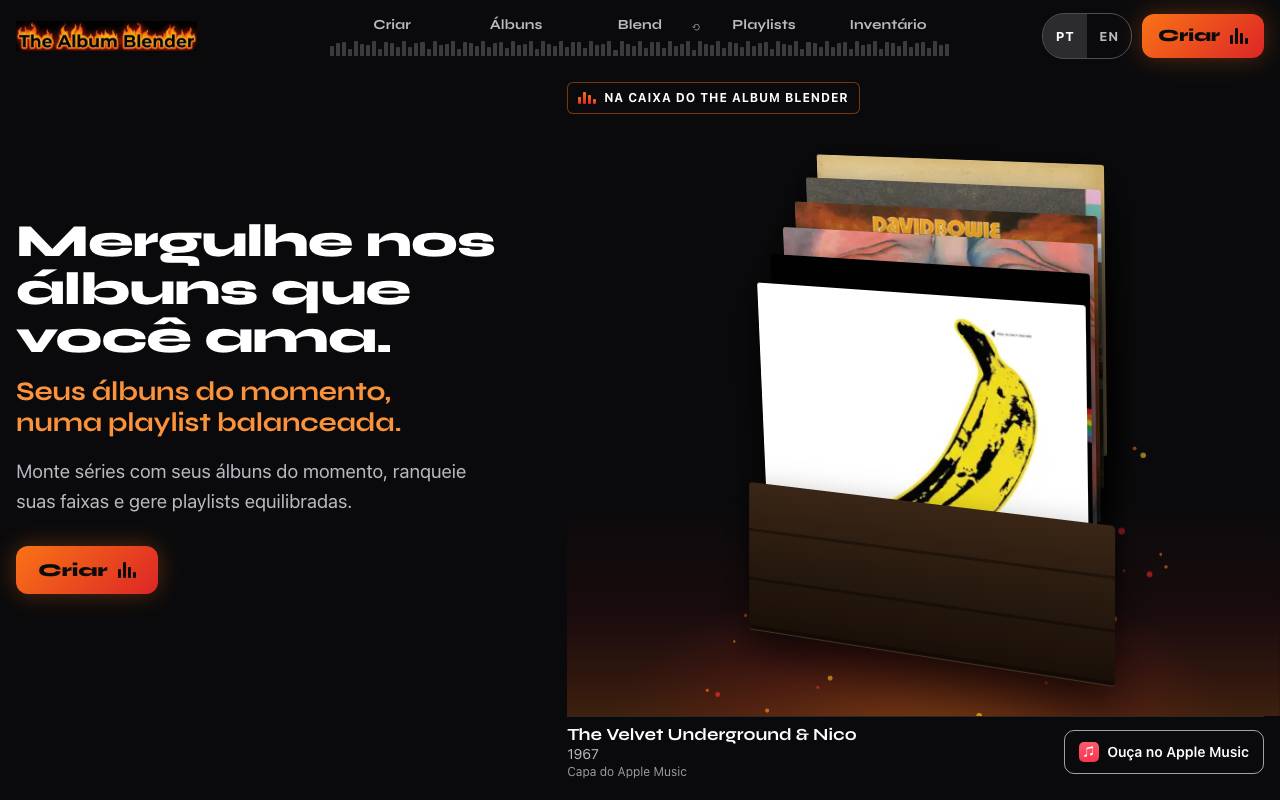 The Album Blender
Criar
Álbuns
Blend
Playlists
Inventário
PT
EN
Criar
NA CAIXA DO THE ALBUM BLENDER
DAVID BOWIE
Mergulhe nos
álbuns que
você ama.
Seus álbuns do momento,
numa playlist balanceada.
Monte séries com seus álbuns do momento, ranqueie
suas faixas e gere playlists equilibradas.
Criar
The Velvet Underground & Nico
1967
Capa do Apple Music
Ouça no Apple Music